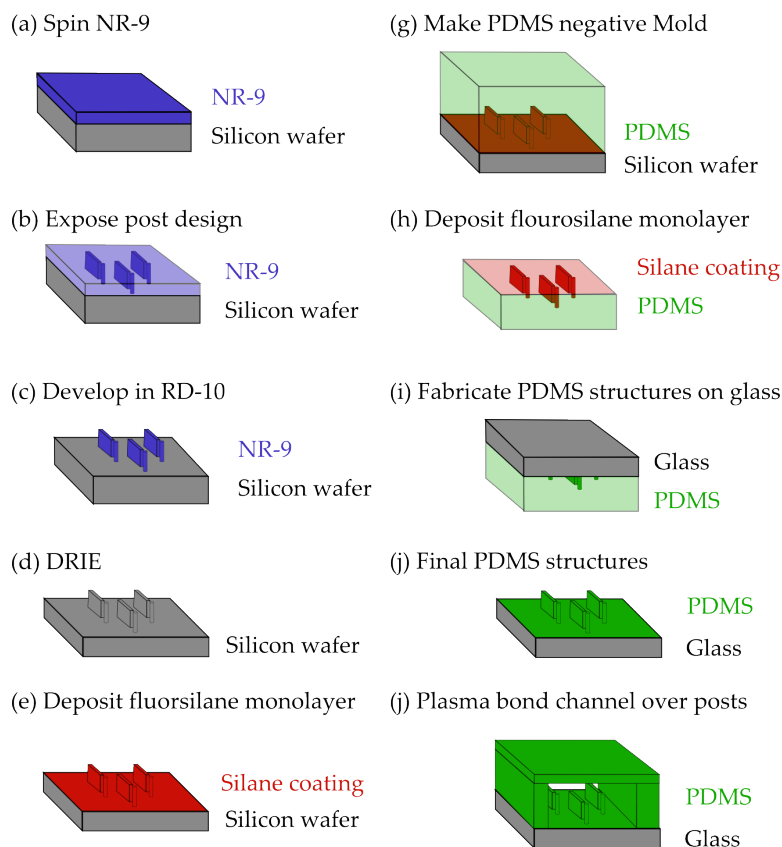 (a) Spin NR-9
NR-9
Silicon wafer
(b) Expose post design
NR-9
Silicon wafer
(c) Develop in RD-10
NR-9
Silicon wafer
(d) DRIE
Silicon wafer
(e) Deposit fluorsilane monolayer
Silane coating
Silicon wafer
(g) Make PDMS negative Mold
PDMS
Silicon wafer
(h) Deposit flourosilane monolayer
Silane coating
PDMS
(i) Fabricate PDMS structures on glass
Glass
PDMS
(j) Final PDMS structures
PDMS
Glass
(j) Plasma bond channel over posts
PDMS
Glass